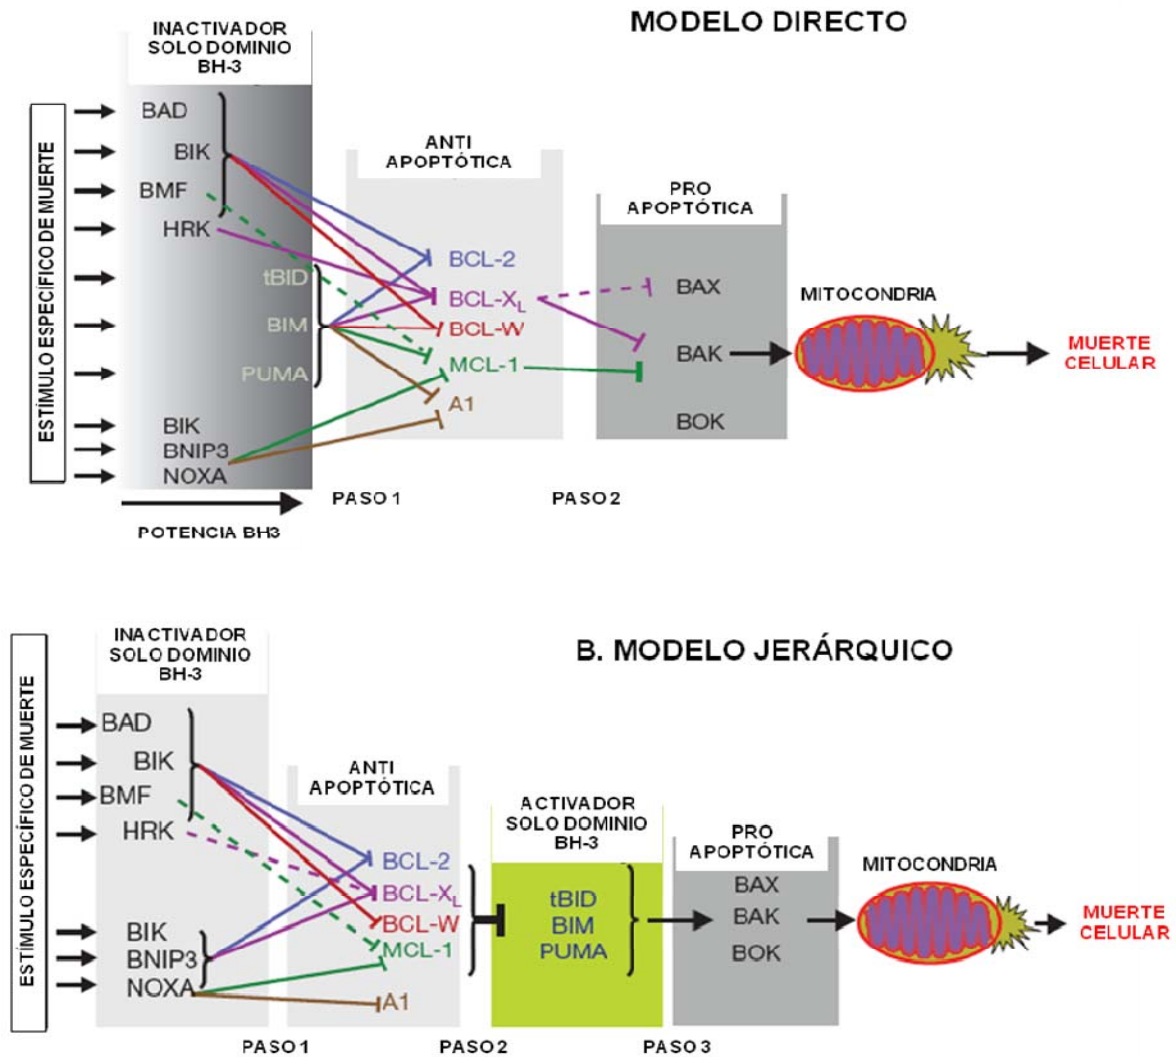 MODELO DIRECTO
INACTIVADOR
SOLO DOMINIO
BH-3
ESTÍMULO ESPECÍFICO DE MUERTE
BAD
BIK
BMF
HRK
tBID
BIM
PUMA
BIK
BNIP3
NOXA
POTENCIA BH3
ANTI
APOPTÓTICA
BCL-2
BCL-XL
BCL-W
MCL-1
A1
PASO 1
PRO
APOPTÓTICA
BAX
BAK
BOK
PASO 2
MITOCONDRIA
MUERTE
CELULAR
B. MODELO JERÁRQUICO
INACTIVADOR
SOLO DOMINIO
BH-3
ESTÍMULO ESPECÍFICO DE MUERTE
BAD
BIK
BMF
HRK
BIK
BNIP3
NOXA
ANTI
APOPTÓTICA
BCL-2
BCL-XL
BCL-W
MCL-1
A1
ACTIVADOR
SOLO DOMINIO
BH-3
tBID
BIM
PUMA
PRO
APOPTÓTICA
BAX
BAK
BOK
MITOCONDRIA
MUERTE
CELULAR
PASO 1
PASO 2
PASO 3